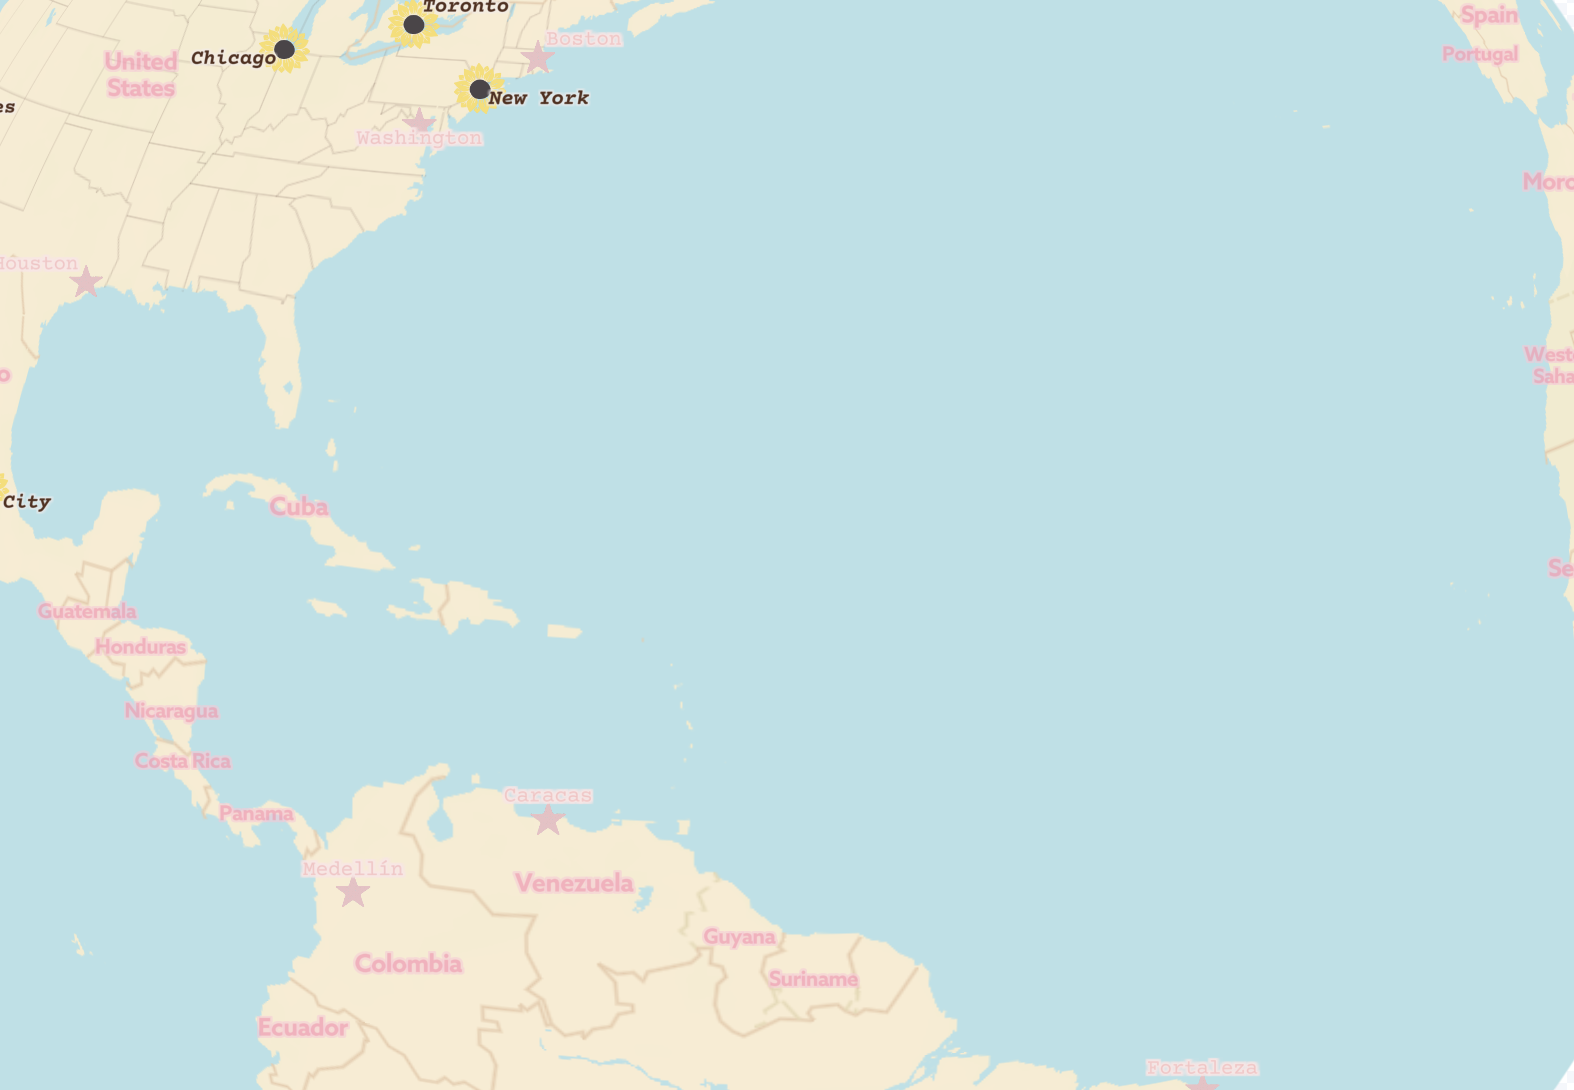 Toronto
Spain
Boston
Portugal
Chicago
United
States
New York
Washington
Houston
City
Cuba
Guatemala
Honduras
Nicaragua
Costa Rica
Panama
Caracas
Medellín
Venezuela
Guyana
Colombia
Suriname
Ecuador
Fortaleza